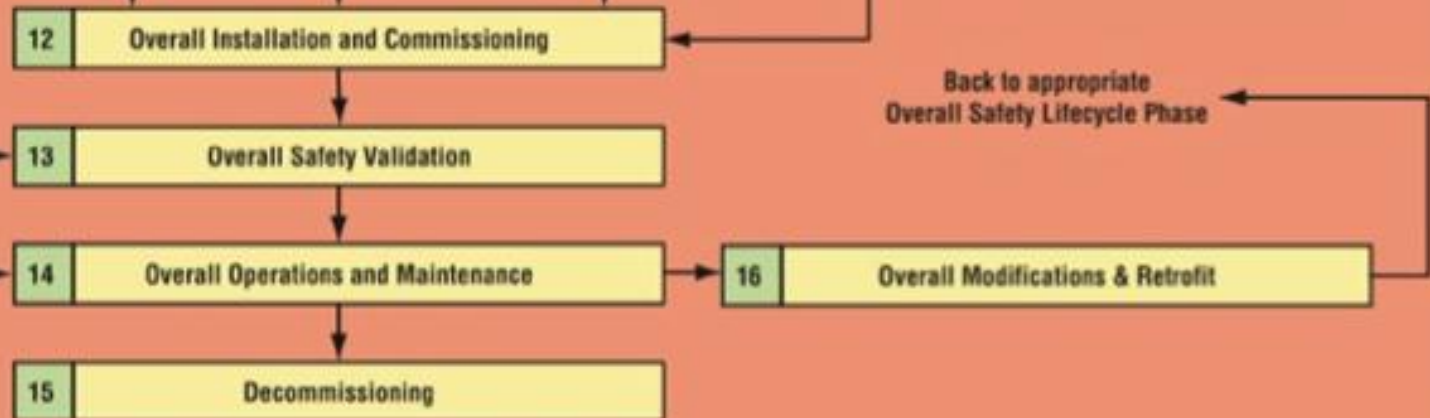 12 Overall Installation and Commissioning
Back to appropriate
Overall Safety Lifecycle Phase
13 Overall Safety Validation
14 Overall Operations and Maintenance
16 Overall Modifications & Retrofit
15 Decommissioning